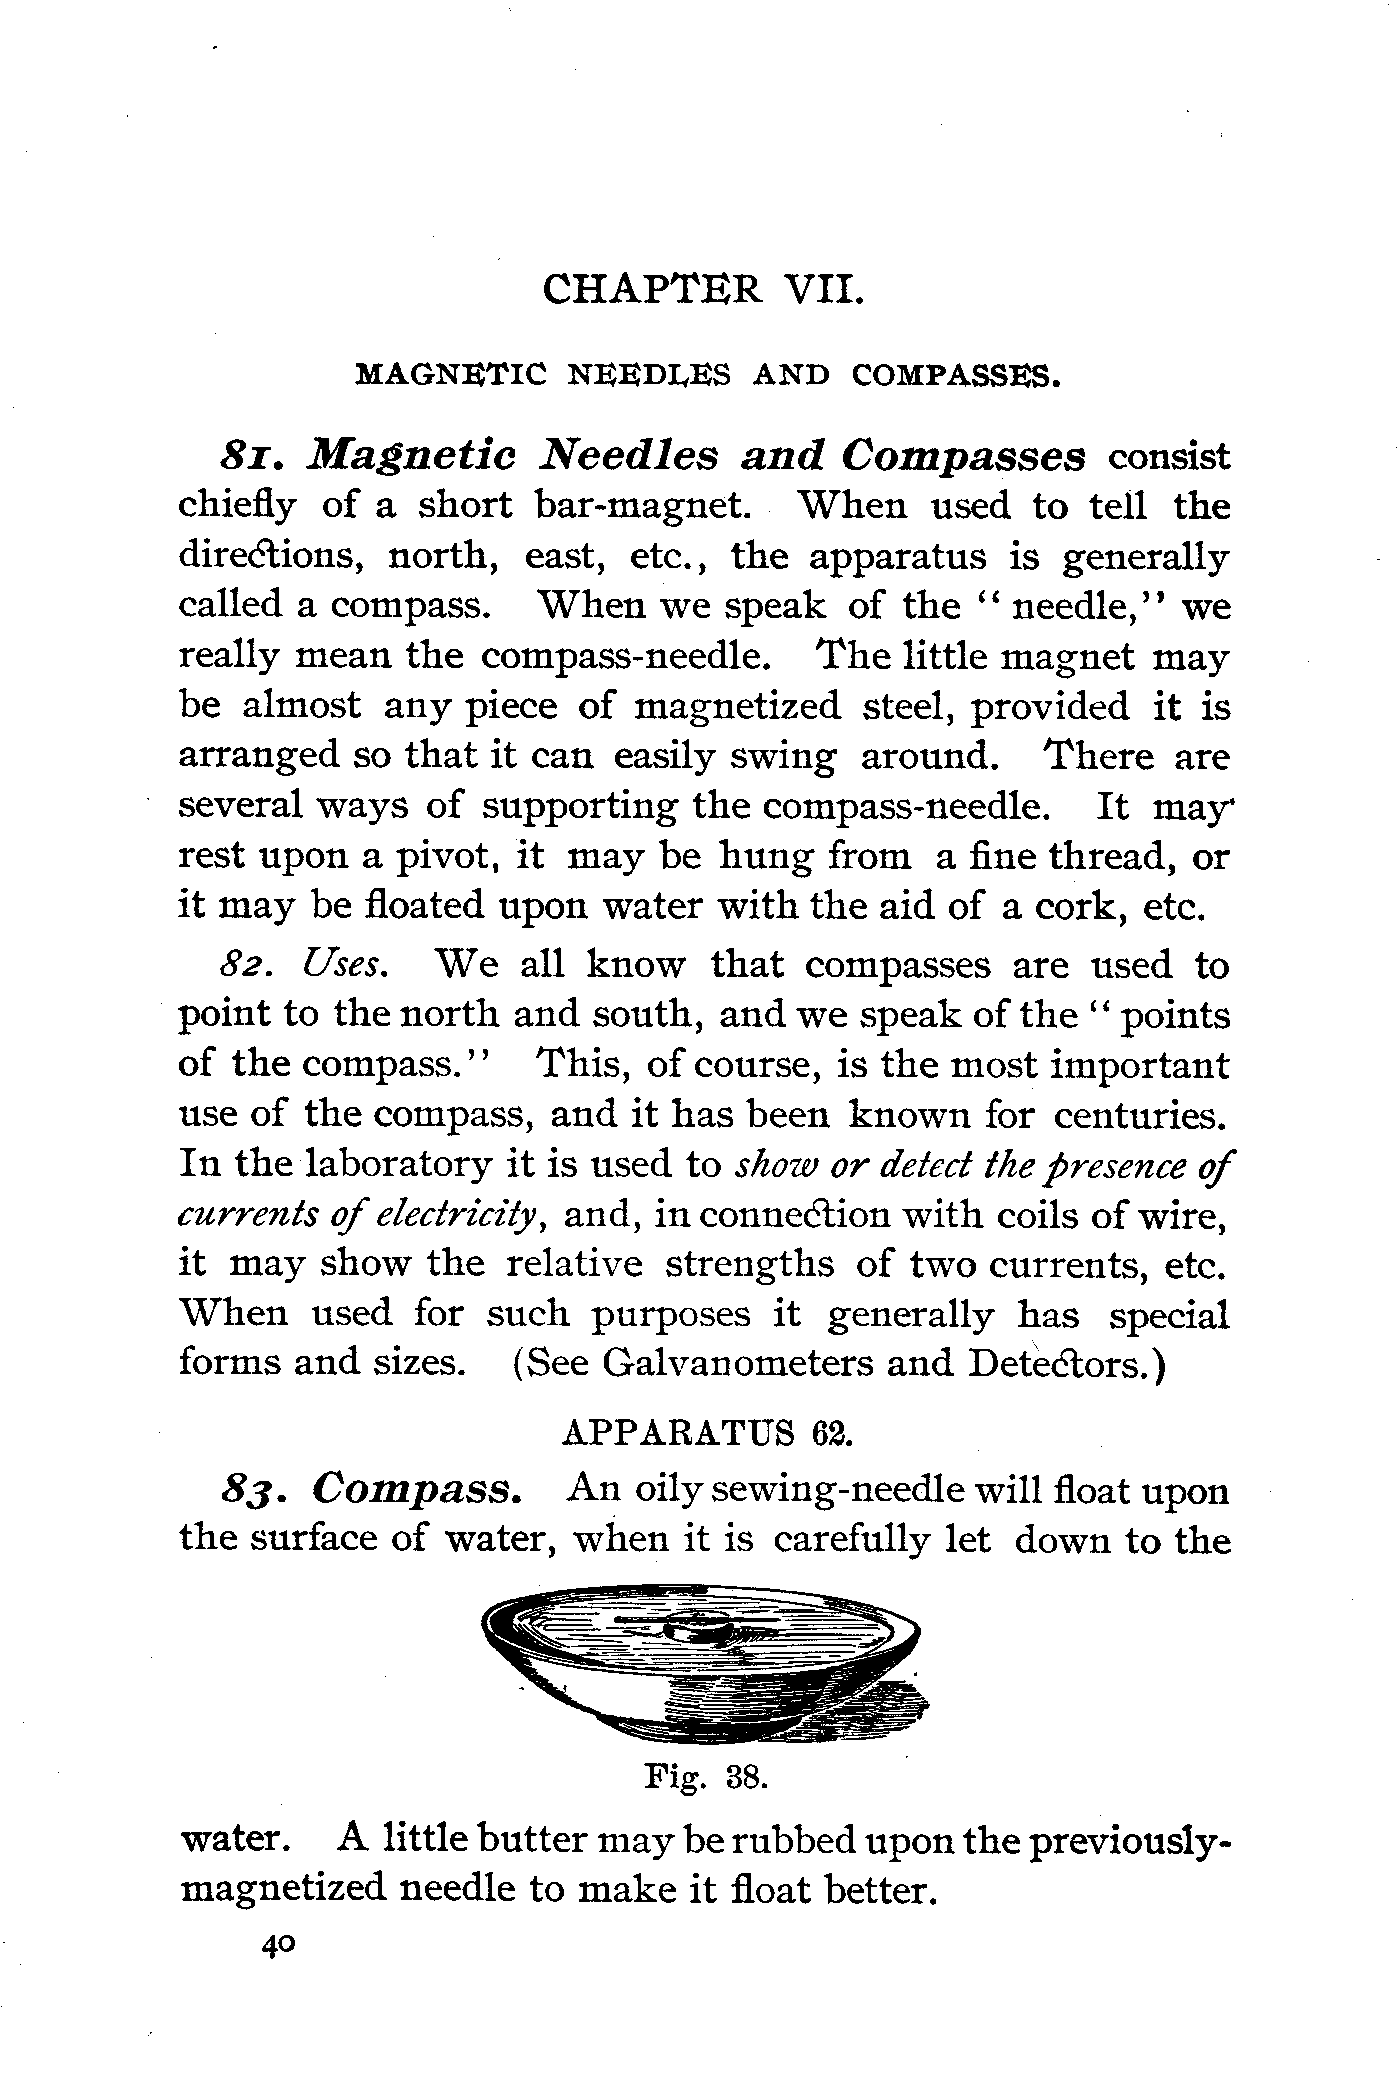 CHAPTER VII.
MAGNETIC NEEDLES AND COMPASSES.
81. Magnetic Needles and Compasses consist
chiefly of a short bar-magnet. When used to tell the
directions, north, east, etc., the apparatus is generally
called a compass. When we speak of the “ needle,” we
really mean the compass-needle. The little magnet may
be almost any piece of magnetized steel, provided it is
arranged so that it can easily swing around. There are
several ways of supporting the compass-needle. It may
rest upon a pivot, it may be hung from a fine thread, or
it may be floated upon water with the aid of a cork, etc.
82. Uses. We all know that compasses are used to
point to the north and south, and we speak of the “ points
of the compass.” This, of course, is the most important
use of the compass, and it has been known for centuries.
In the laboratory it is used to show or detect the presence of
currents of electricity, and, in connection with coils of wire,
it may show the relative strengths of two currents, etc.
When used for such purposes it generally has special
forms and sizes. (See Galvanometers and Detectors.)
APPARATUS 62.
83. Compass. An oily sewing-needle will float upon
the surface of water, when it is carefully let down to the
Fig. 38.
water. A little butter may be rubbed upon the previously-
magnetized needle to make it float better.
40